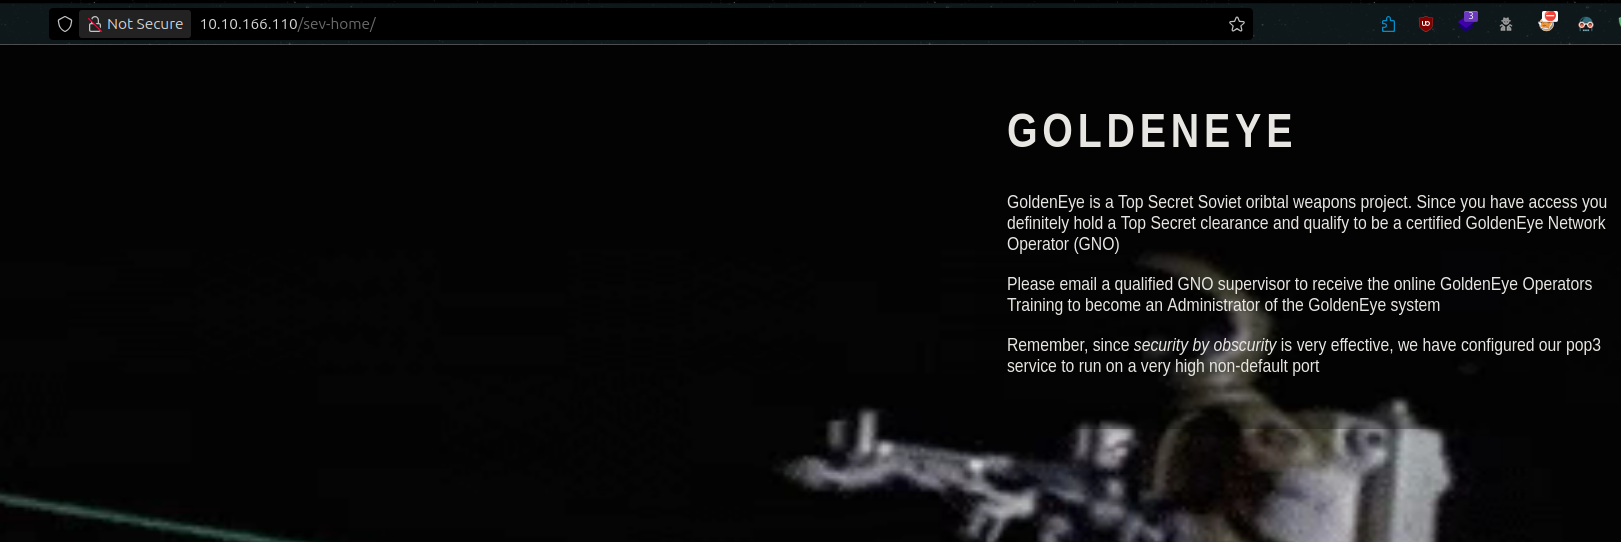 Not Secure 10.10.166.110/sev-home/
3
GOLDENEYE
GoldenEye is a Top Secret Soviet oribtal weapons project. Since you have access you
definitely hold a Top Secret clearance and qualify to be a certified GoldenEye Network
Operator (GNO)
Please email a qualified GNO supervisor to receive the online GoldenEye Operators
Training to become an Administrator of the GoldenEye system
Remember, since security by obscurity is very effective, we have configured our pop3
service to run on a very high non-default port